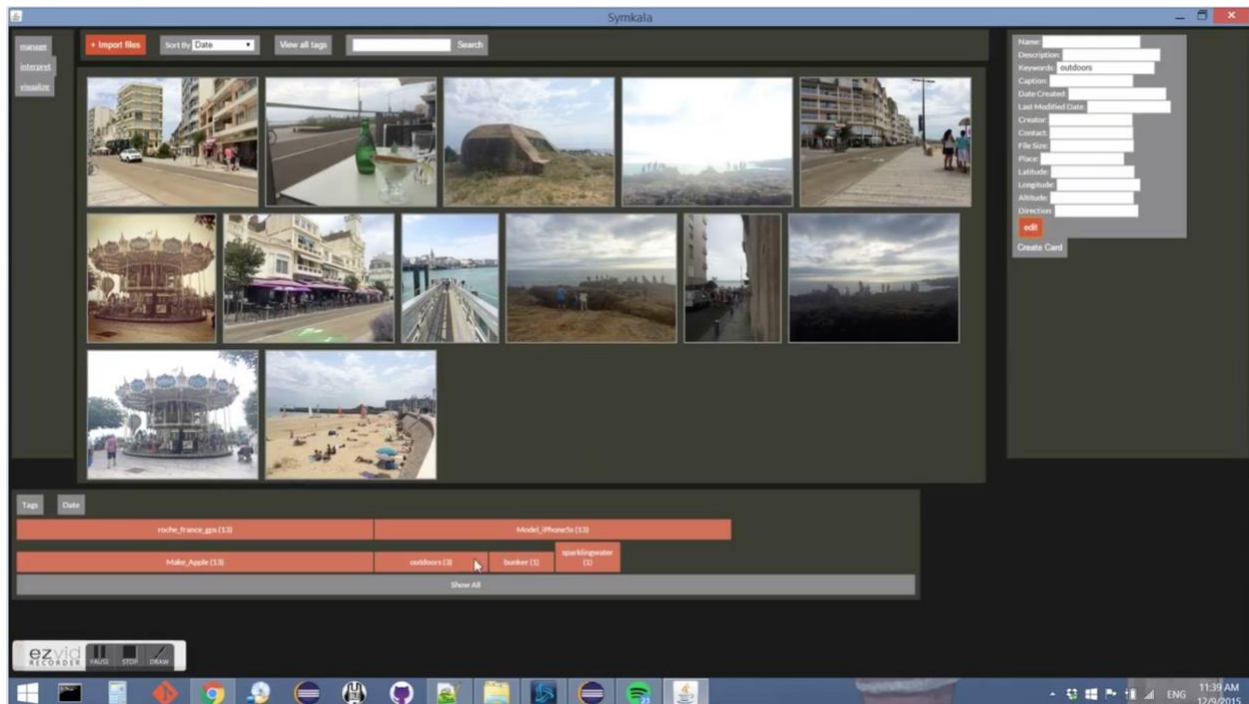 Symkala
manage
interpret
visualize
+ Import files
Sort By Date
View all tags
Search
Name:
Description:
Keywords: outdoors
Caption:
Date Created:
Last Modified Date:
Creator:
Contact:
File Size:
Place:
Latitude:
Longitude:
Altitude:
Direction:
edit
Create Card
Tags
Date
roche_france_gps (13)
Model_iPhone5s (13)
Make_Apple (13)
outdoors (3)
bunker (1)
sparklingwater
(1)
Show All
ezvid
RECORDER
PAUSE
STOP
DRAW
23
ENG
11:39 AM
12/9/2015